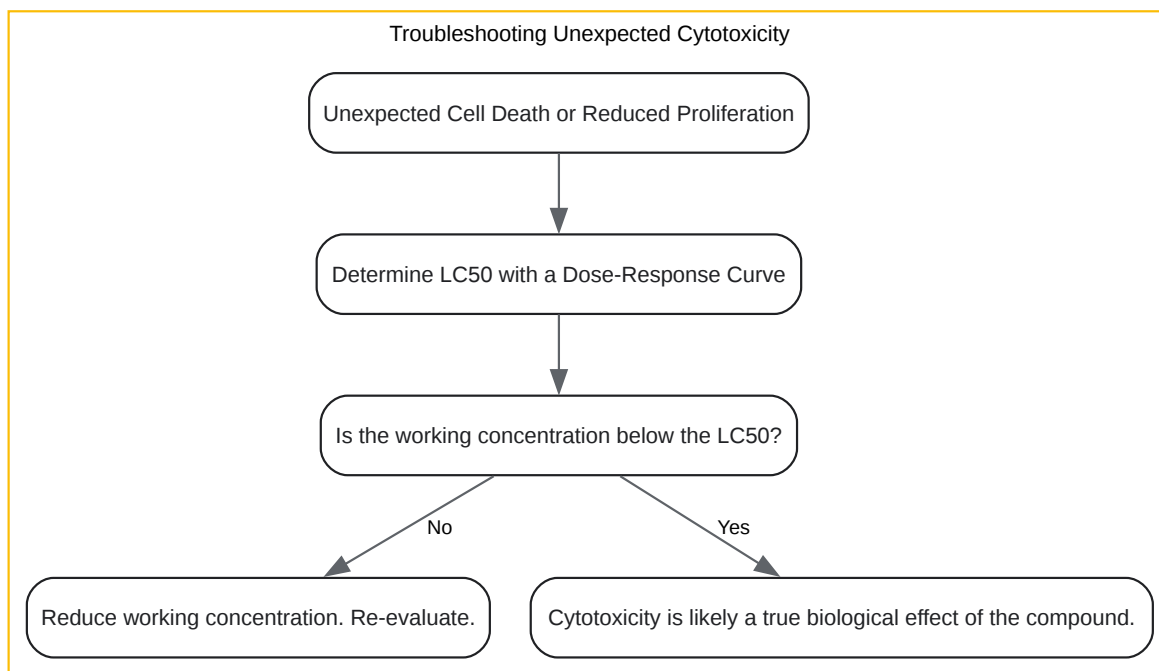 Troubleshooting Unexpected Cytotoxicity
Unexpected Cell Death or Reduced Proliferation
Determine LC50 with a Dose-Response Curve
Is the working concentration below the LC50?
No
Yes
Reduce working concentration. Re-evaluate.
Cytotoxicity is likely a true biological effect of the compound.